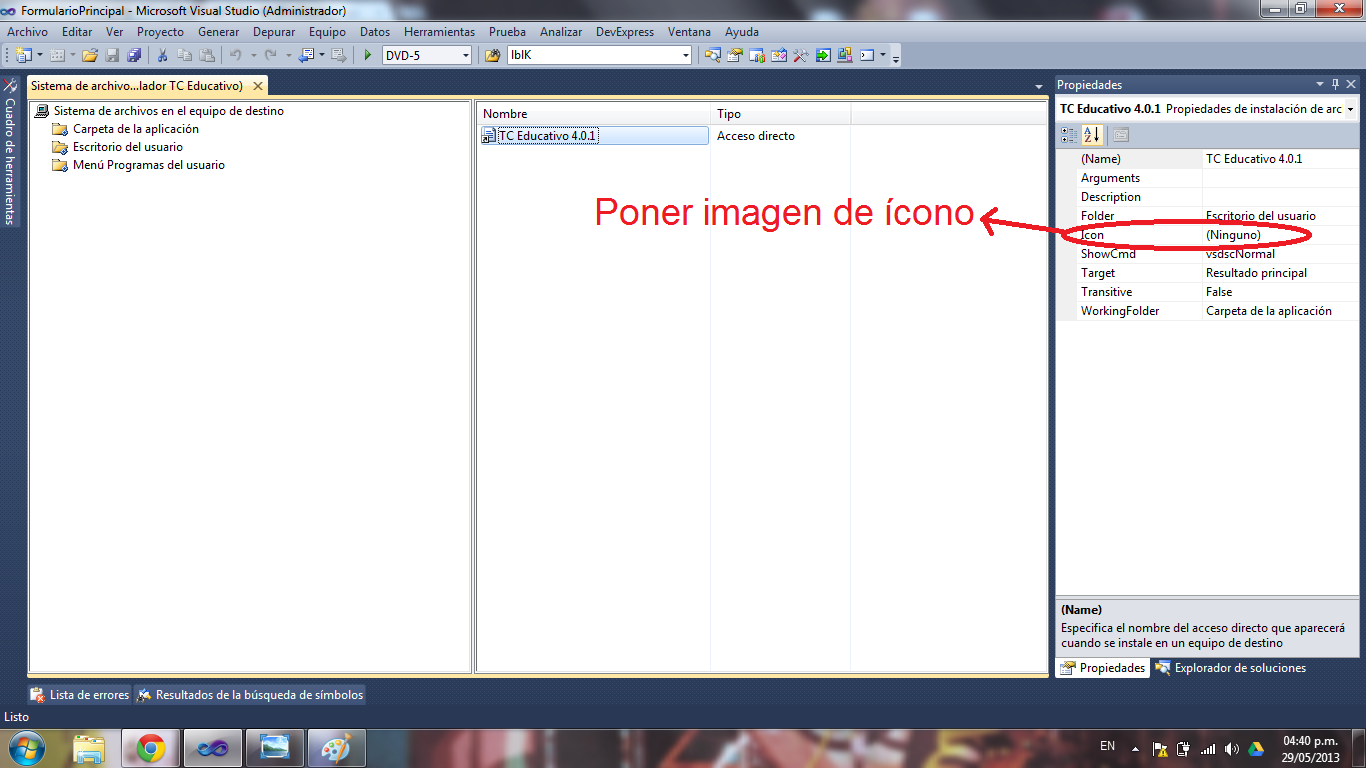 FormularioPrincipal - Microsoft Visual Studio (Administrador)
Archivo Editar Ver Proyecto Generar Depurar Equipo Datos Herramientas Prueba Analizar DevExpress Ventana Ayuda
DVD-5 lblK
Cuadro de herramientas
Sistema de archivo...lador TC Educativo)
Sistema de archivos en el equipo de destino
Carpeta de la aplicación
Escritorio del usuario
Menú Programas del usuario
Nombre Tipo
TC Educativo 4.0.1 Acceso directo
Poner imagen de ícono
Propiedades
TC Educativo 4.0.1 Propiedades de instalación de arc
(Name) TC Educativo 4.0.1
Arguments
Description
Folder Escritorio del usuario
Icon (Ninguno)
ShowCmd vsdscNormal
Target Resultado principal
Transitive False
WorkingFolder Carpeta de la aplicación
(Name)
Especifica el nombre del acceso directo que aparecerá
cuando se instale en un equipo de destino
Propiedades Explorador de soluciones
Lista de errores Resultados de la búsqueda de símbolos
Listo
EN 04:40 p.m.
29/05/2013